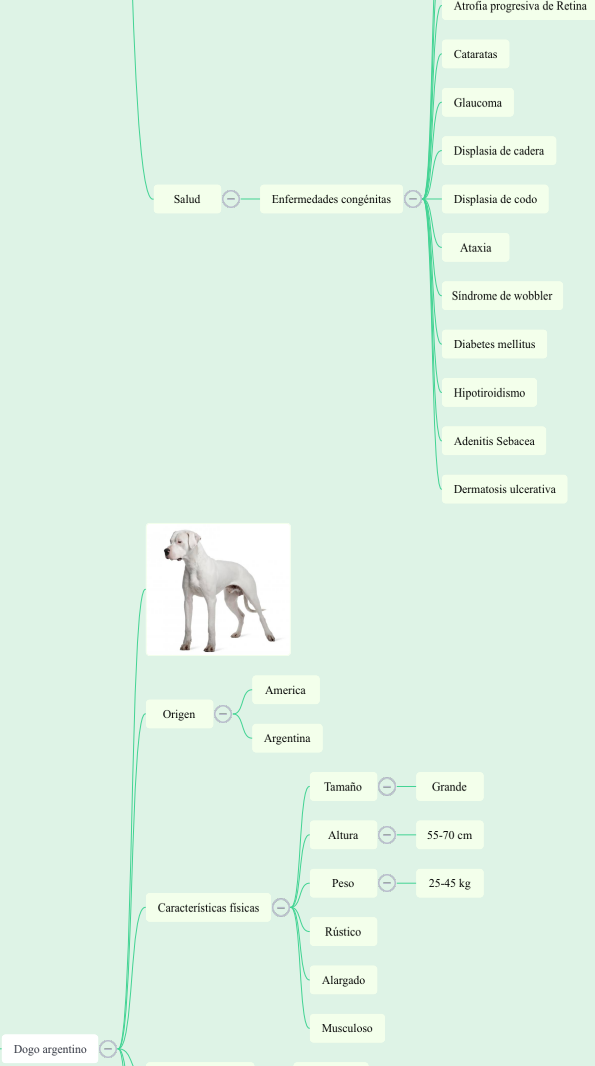 Atrofia progresiva de Retina
Cataratas
Glaucoma
Displasia de cadera
Salud
Enfermedades congénitas
Displasia de codo
Ataxia
Síndrome de wobbler
Diabetes mellitus
Hipotiroidismo
Adenitis Sebacea
Dermatosis ulcerativa
Origen
America
Argentina
Características físicas
Tamaño
Grande
Altura
55-70 cm
Peso
25-45 kg
Rústico
Alargado
Musculoso
Dogo argentino